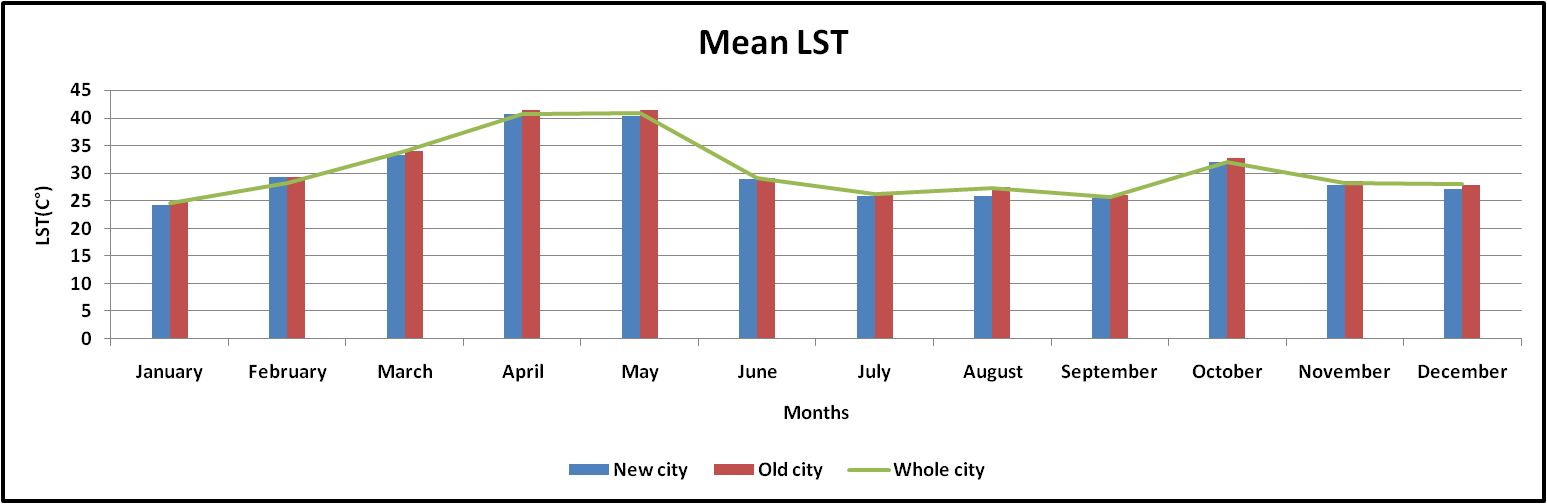 Mean LST
45
40
35
30
25
20
15
10
5
0
LST(C°)
January February March April May June July August September October November December
Months
New city Old city Whole city